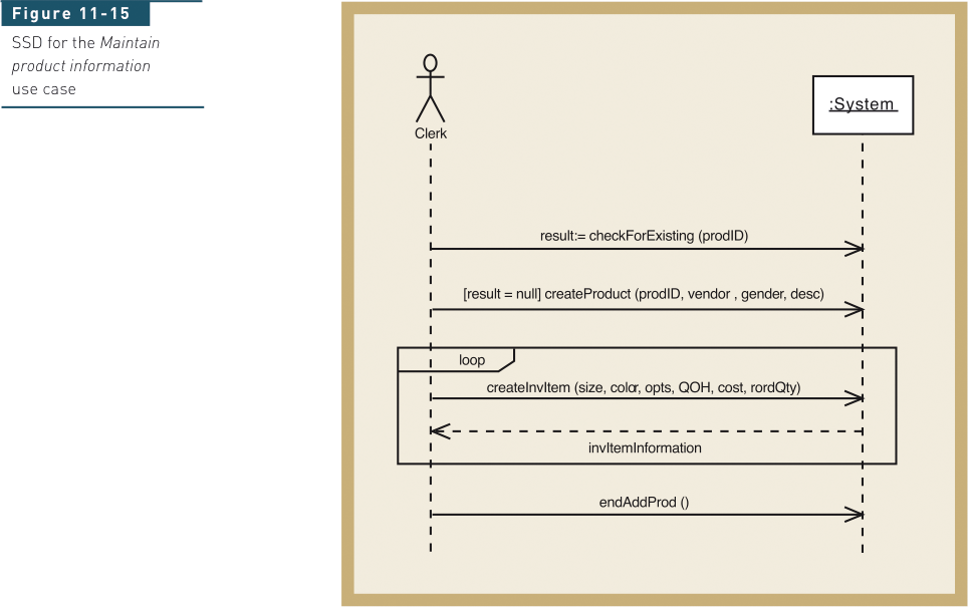 Figure 11-15
SSD for the Maintain
product information
use case
Clerk
:System
result:= checkForExisting (prodID)
[result = null] createProduct (prodID, vendor , gender, desc)
loop
createInvItem (size, color, opts, QOH, cost, rordQty)
invItemInformation
endAddProd ()